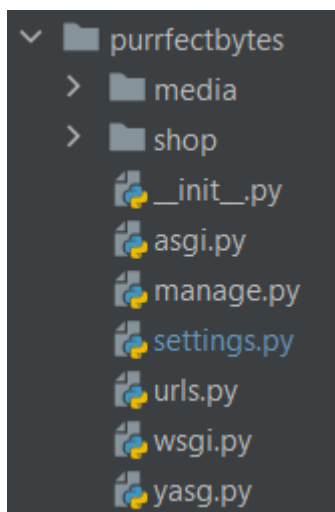 purrfectbytes
media
shop
__init__.py
asgi.py
manage.py
settings.py
urls.py
wsgi.py
yasg.py